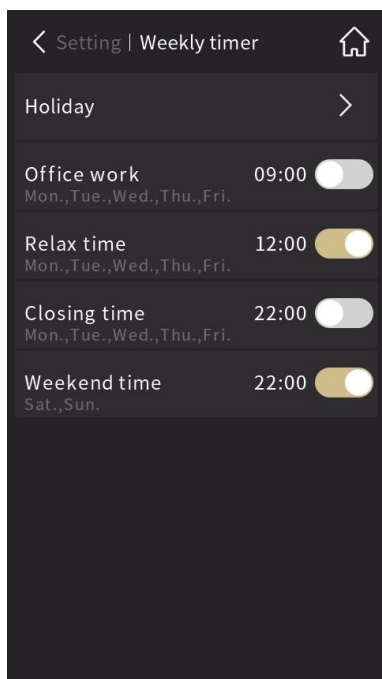 Setting | Weekly timer
Holiday
Office work 09:00
Mon.,Tue.,Wed.,Thu.,Fri.
Relax time 12:00
Mon.,Tue.,Wed.,Thu.,Fri.
Closing time 22:00
Mon.,Tue.,Wed.,Thu.,Fri.
Weekend time 22:00
Sat.,Sun.